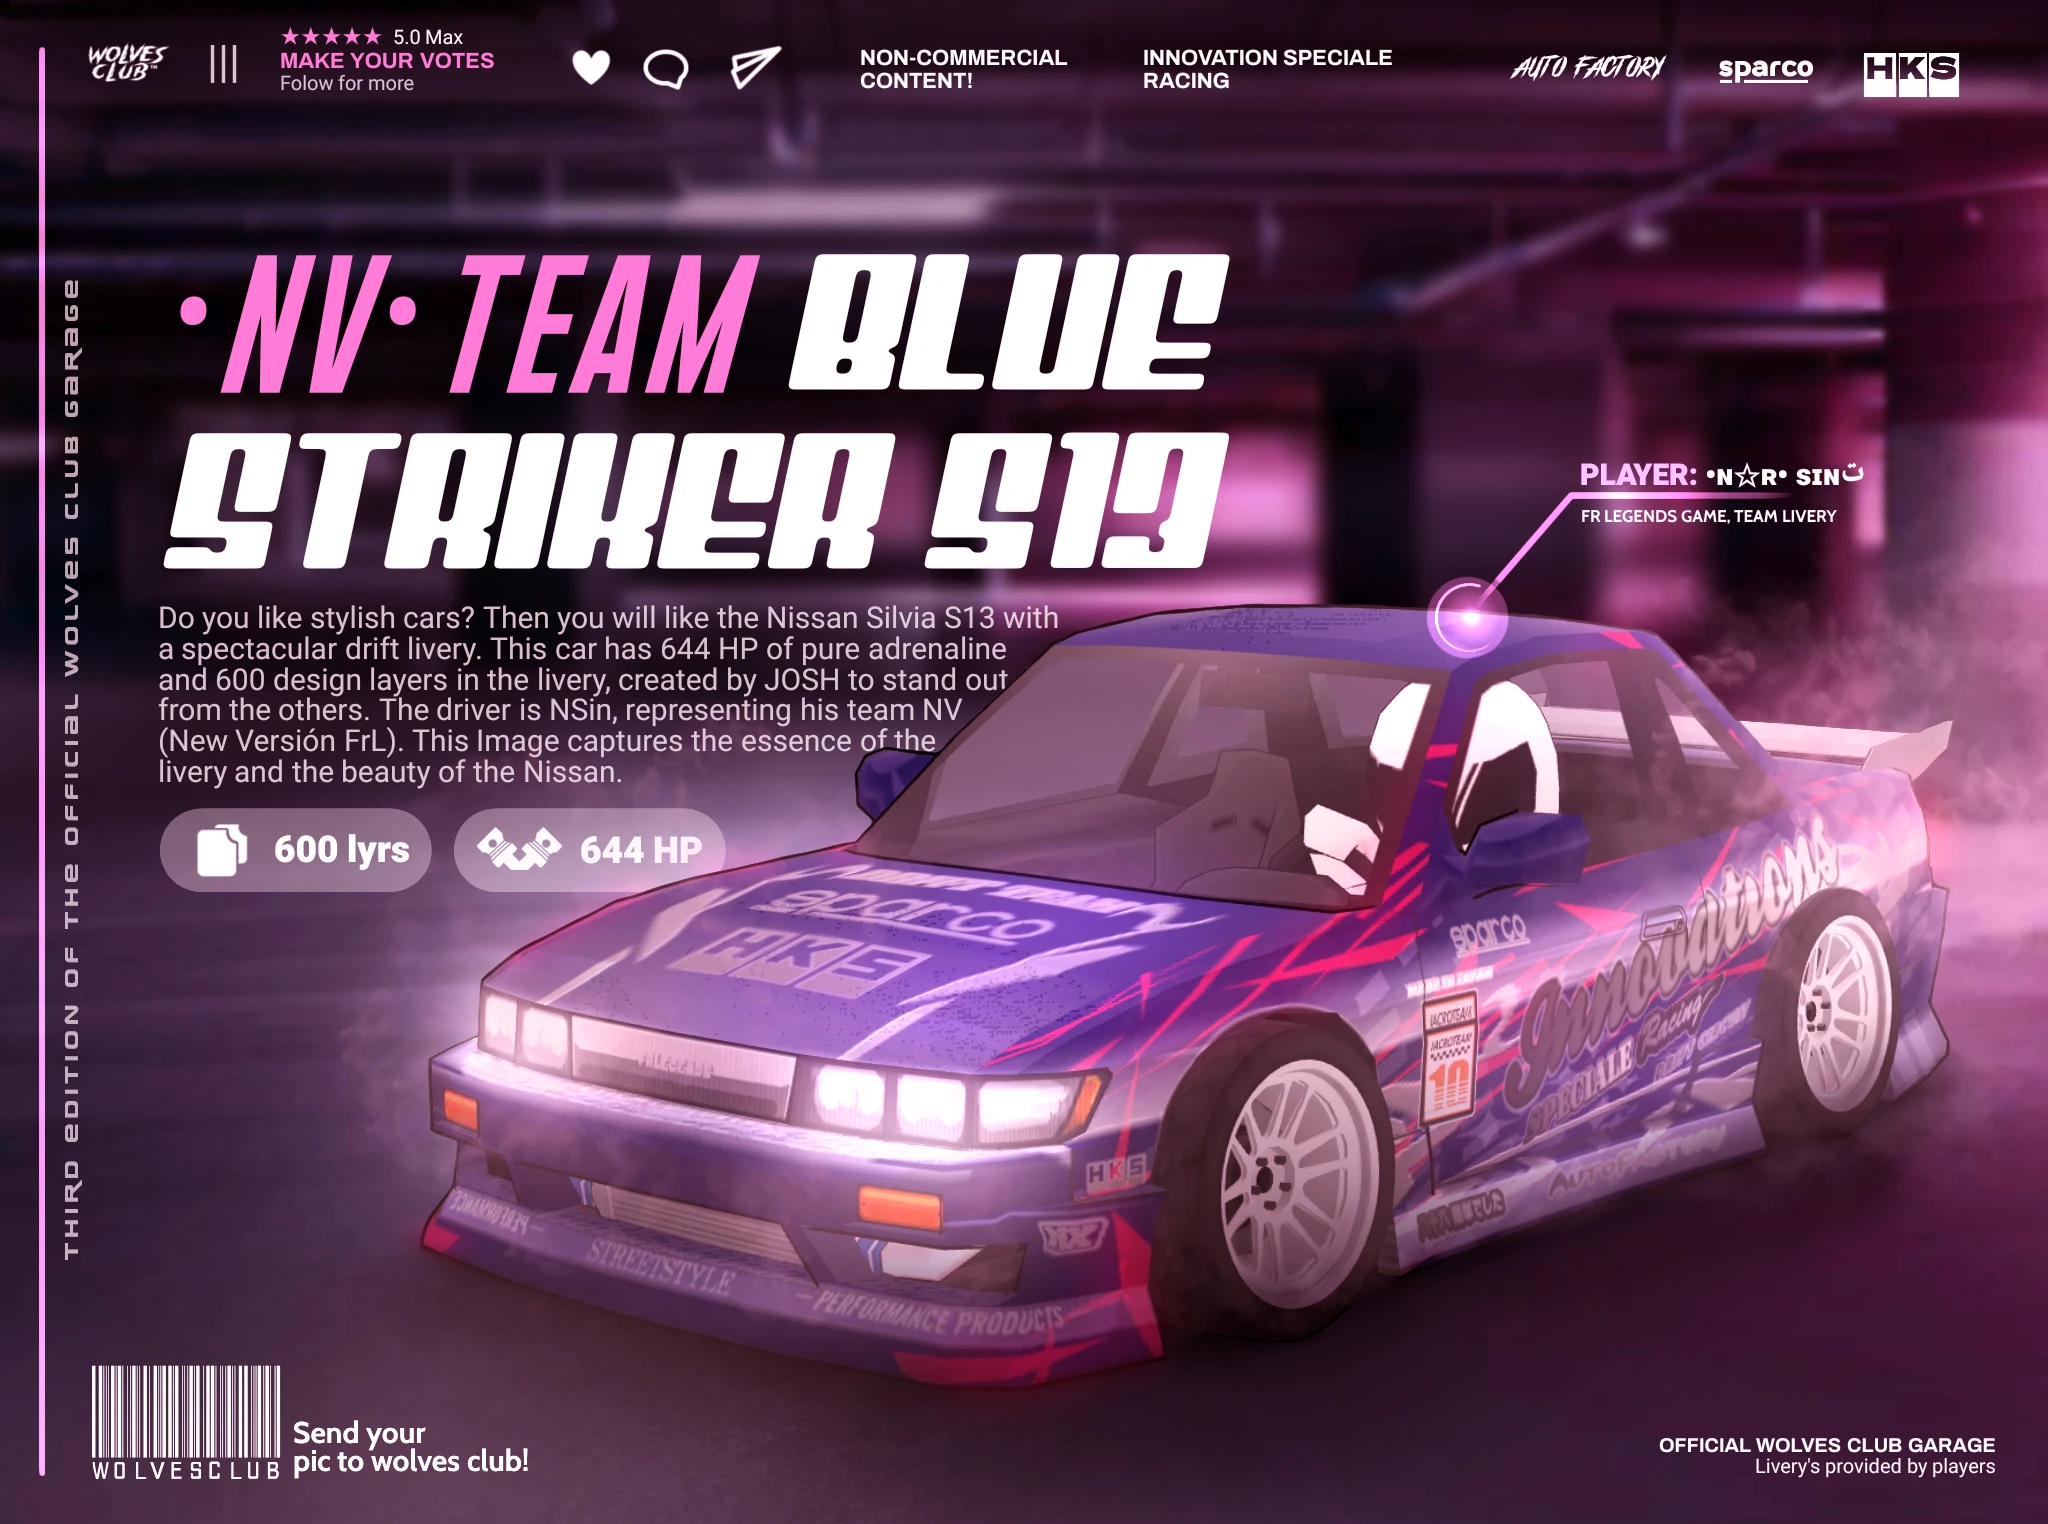 WOLVES
CLUB™
★★★★★ 5.0 Max
MAKE YOUR VOTES
Folow for more
NON-COMMERCIAL
CONTENT!
INNOVATION SPECIALE
RACING
AUTO FACTORY
sparco
HKS
•NV• TEAM BLUE
STRIKER S13
THIRD EDITION OF THE OFFICIAL WOLVES CLUB GARAGE
PLAYER: •N☆R• SINت
FR LEGENDS GAME, TEAM LIVERY
Do you like stylish cars? Then you will like the Nissan Silvia S13 with
a spectacular drift livery. This car has 644 HP of pure adrenaline
and 600 design layers in the livery, created by JOSH to stand out
from the others. The driver is NSin, representing his team NV
(New Versión FrL). This Image captures the essence of the
livery and the beauty of the Nissan.
600 lyrs
644 HP
sparco
HKS
sparco
Innovations
SPECIALE Racing
10
HKS
AUTOFACTORY
PERFORMANCE
STREETSTYLE
PERFORMANCE PRODUCTS
WOLVESCLUB
Send your
pic to wolves club!
OFFICIAL WOLVES CLUB GARAGE
Livery's provided by players